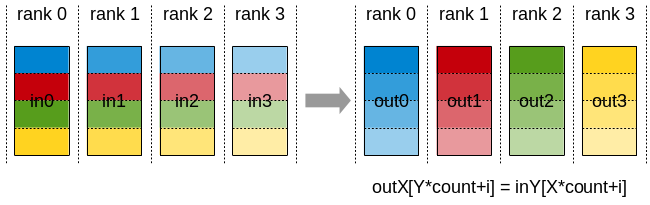 rank 0 rank 1 rank 2 rank 3 rank 0 rank 1 rank 2 rank 3
in0 in1 in2 in3 out0 out1 out2 out3
outX[Y*count+i] = inY[X*count+i]